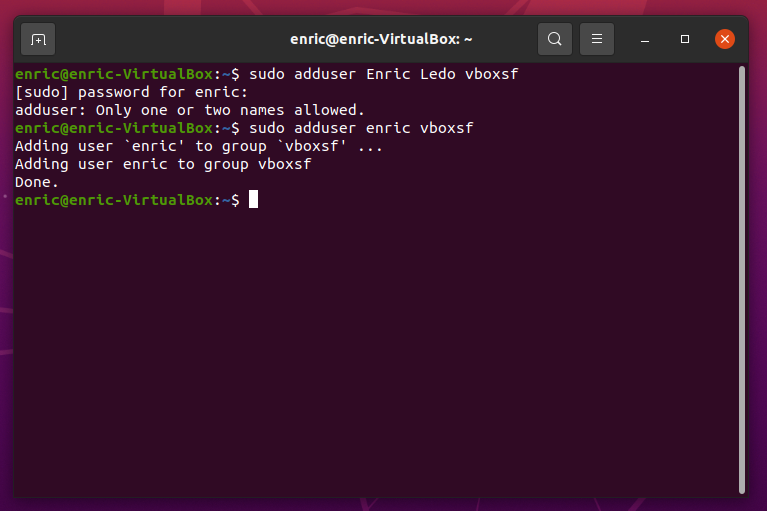 enric@enric-VirtualBox: ~
enric@enric-VirtualBox:~$ sudo adduser Enric Ledo vboxsf
[sudo] password for enric:
adduser: Only one or two names allowed.
enric@enric-VirtualBox:~$ sudo adduser enric vboxsf
Adding user `enric' to group `vboxsf' ...
Adding user enric to group vboxsf
Done.
enric@enric-VirtualBox:~$